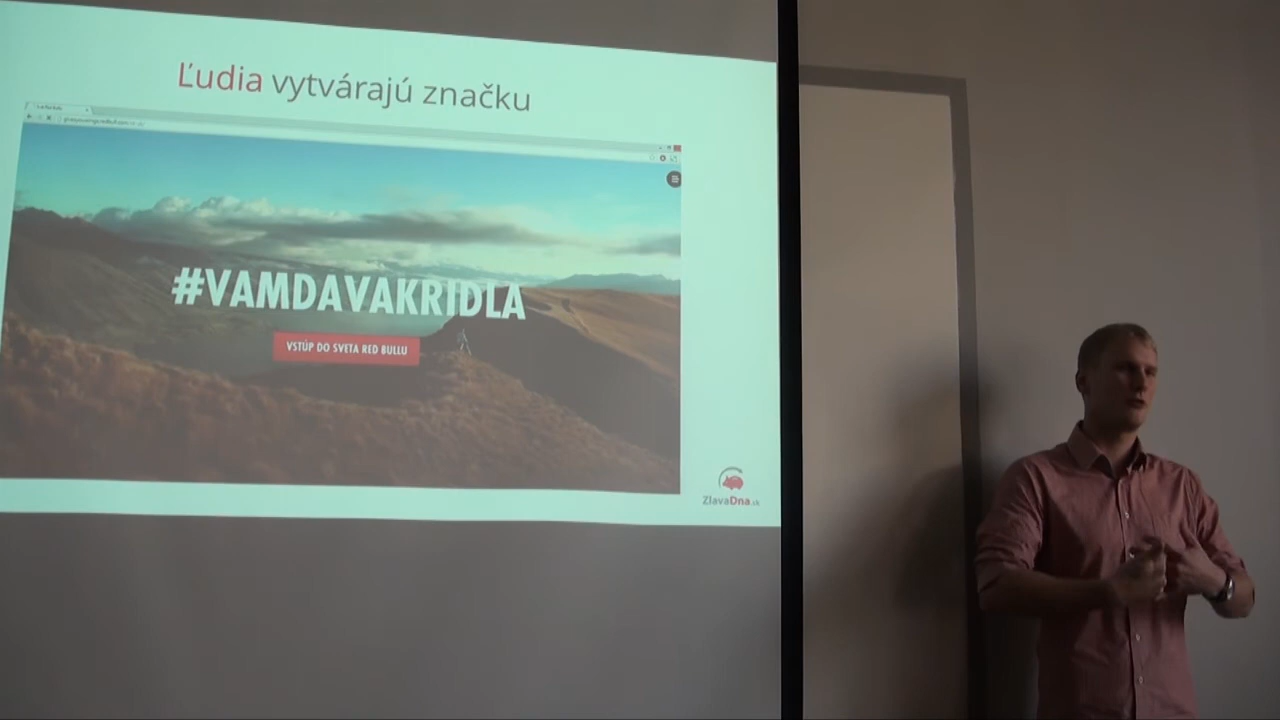 Ľudia vytvárajú značku
#VAMDAVAKRIDLA
VSTÚP DO SVETA RED BULLU
ZlavaDna.sk